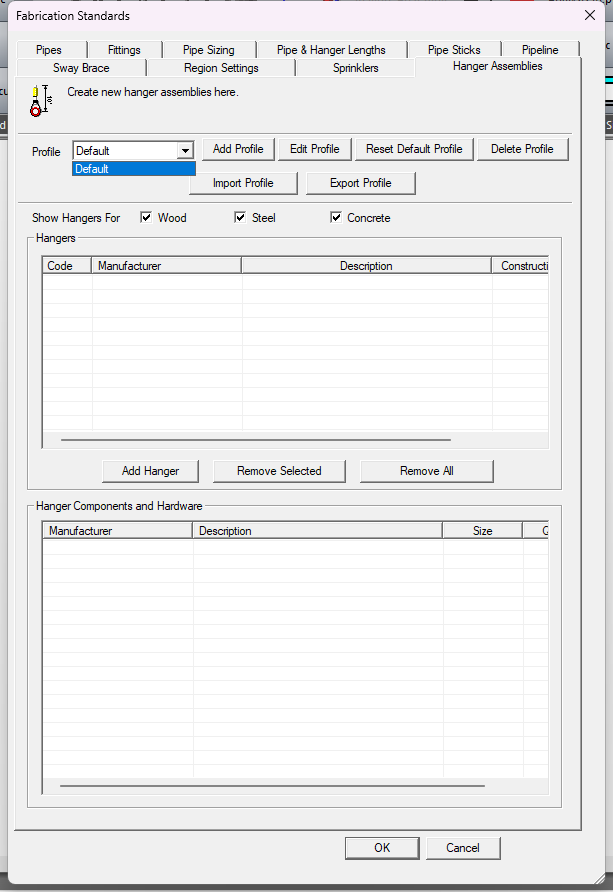 Fabrication Standards
Pipes Fittings Pipe Sizing Pipe & Hanger Lengths Pipe Sticks Pipeline
Sway Brace Region Settings Sprinklers Hanger Assemblies
Create new hanger assemblies here.
Profile Default Add Profile Edit Profile Reset Default Profile Delete Profile
Default
Import Profile Export Profile
Show Hangers For Wood Steel Concrete
Hangers
Code Manufacturer Description Constructi
Add Hanger Remove Selected Remove All
Hanger Components and Hardware
Manufacturer Description Size
OK Cancel